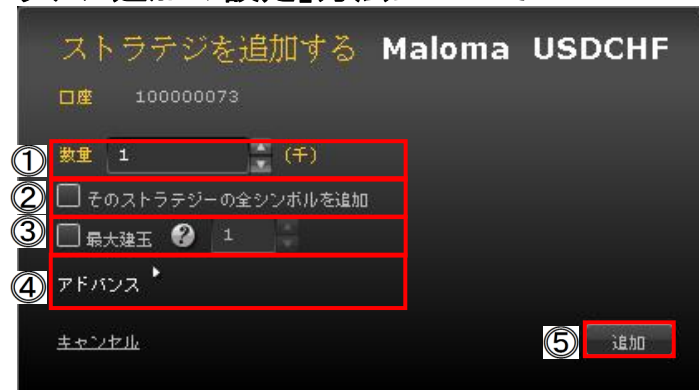 ストラテジを追加する Maloma USDCHF
口座 100000073
① 数量 1 (千)
② そのストラテジーの全シンボルを追加
③ 最大建玉 ? 1
④ アドバンス
キャンセル ⑤ 追加